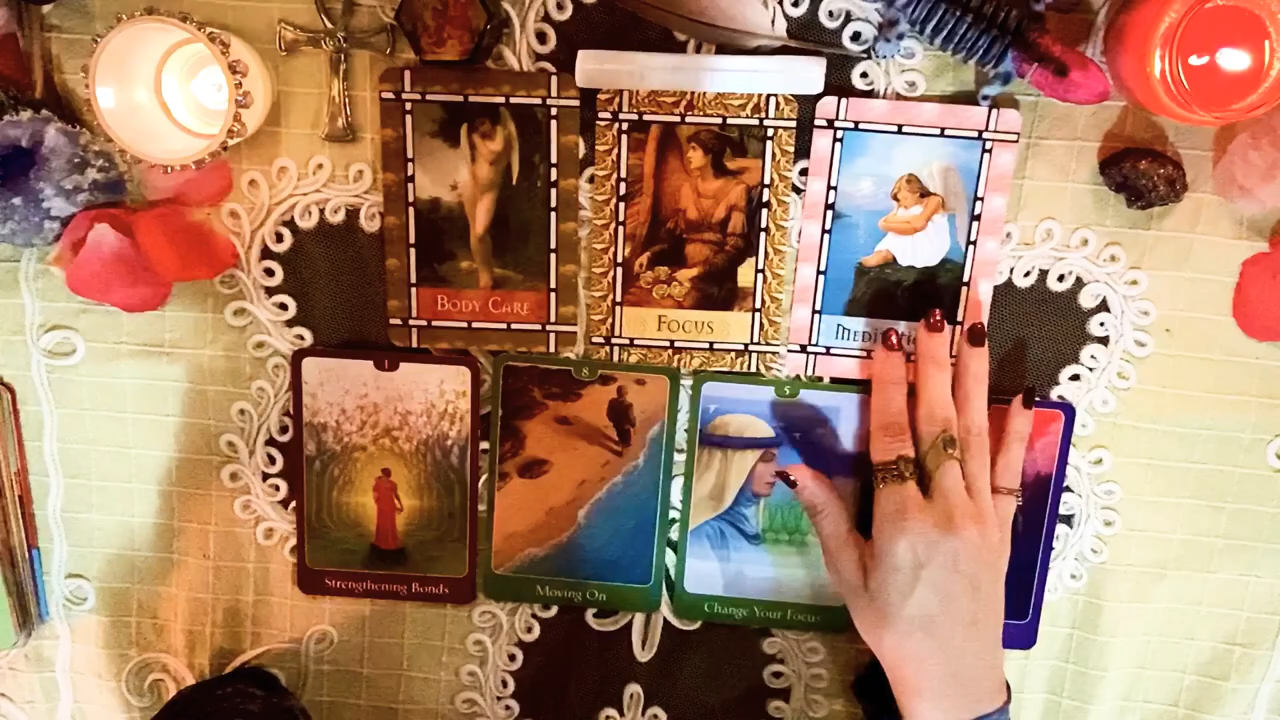 BODY CARE
FOCUS
1
Strengthening Bonds
8
Moving On
5
Change Your Focus